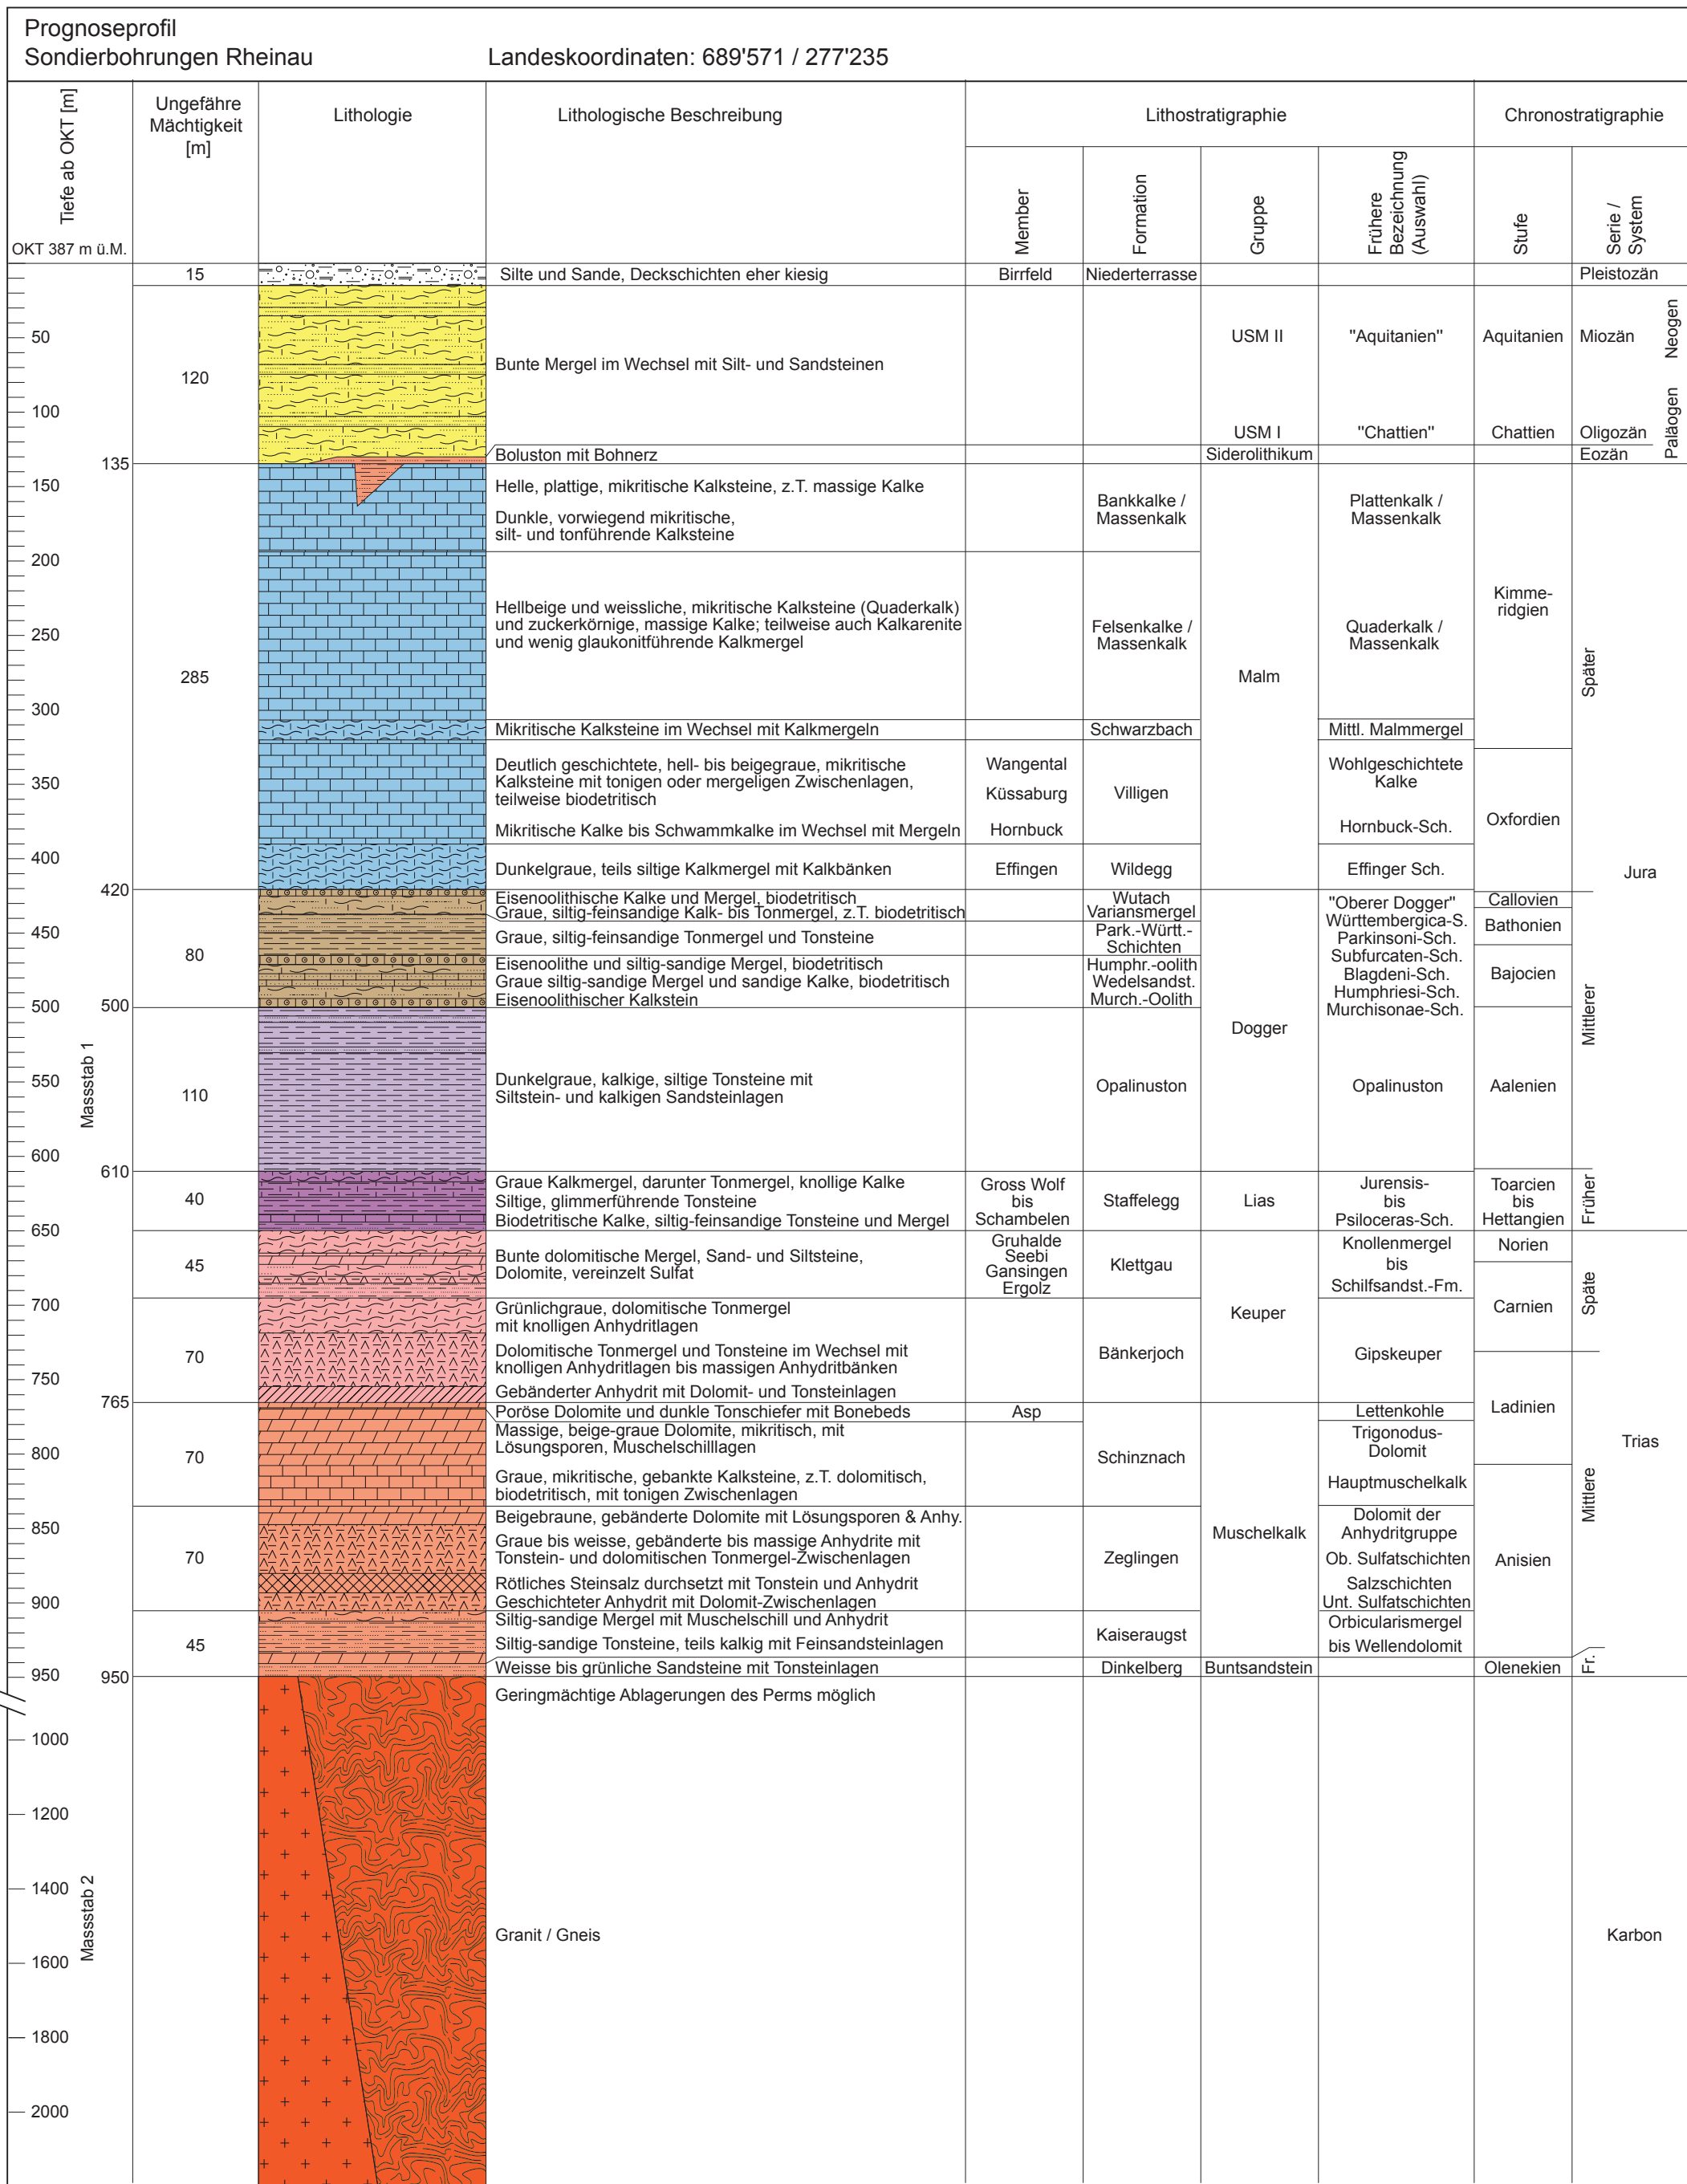 Prognoseprofil
Sondierbohrungen Rheinau Landeskoordinaten: 689'571 / 277'235
Tiefe ab OKT [m]
OKT 387 m ü.M.
Ungefähre
Mächtigkeit
[m]
Lithologie
Lithologische Beschreibung
Lithostratigraphie
Chronostratigraphie
Member
Formation
Gruppe
Frühere
Bezeichnung
(Auswahl)
Stufe
Serie /
System
15 Silte und Sande, Deckschichten eher kiesig Birrfeld Niederterrasse Pleistozän
50 USM II "Aquitanien" Aquitanien Miozän
Neogen
120 Bunte Mergel im Wechsel mit Silt- und Sandsteinen
100
USM I "Chattien" Chattien Oligozän
Paläogen
Boluston mit Bohnerz Siderolithikum Eozän
135
150 Helle, plattige, mikritische Kalksteine, z.T. massige Kalke
Dunkle, vorwiegend mikritische,
silt- und tonführende Kalksteine
Bankkalke /
Massenkalk
Plattenkalk /
Massenkalk
200
250
285
Hellbeige und weissliche, mikritische Kalksteine (Quaderkalk)
und zuckerkörnige, massige Kalke; teilweise auch Kalkarenite
und wenig glaukonitführende Kalkmergel
Felsenkalke /
Massenkalk
Malm
Quaderkalk /
Massenkalk
Kimme-
ridgien
Später
300
Mikritische Kalksteine im Wechsel mit Kalkmergeln Schwarzbach Mittl. Malmmergel
350
Deutlich geschichtete, hell- bis beigegraue, mikritische
Kalksteine mit tonigen oder mergeligen Zwischenlagen,
teilweise biodetritisch
Wangental
Küssaburg
Villigen
Wohlgeschichtete
Kalke
Oxfordien
Mikritische Kalke bis Schwammkalke im Wechsel mit Mergeln Hornbuck Hornbuck-Sch.
400
Dunkelgraue, teils siltige Kalkmergel mit Kalkbänken Effingen Wildegg Effinger Sch.
Jura
420
450
80
Eisenoolithische Kalke und Mergel, biodetritisch Wutach
Graue, siltig-feinsandige Kalk- bis Tonmergel, z.T. biodetritisch Variansmergel
Graue, siltig-feinsandige Tonmergel und Tonsteine
Park.-Württ.-
Schichten
Eisenoolithe und siltig-sandige Mergel, biodetritisch Humphr.-oolith
Graue siltig-sandige Mergel und sandige Kalke, biodetritisch Wedelsandst.
Eisenoolithischer Kalkstein Murch.-Oolith
"Oberer Dogger"
Württembergica-S.
Parkinsoni-Sch.
Subfurcaten-Sch.
Blagdeni-Sch.
Humphriesi-Sch.
Murchisonae-Sch.
Callovien
Bathonien
Bajocien
Mittlerer
500
500
Dogger
Massstab 1
550
110
Dunkelgraue, kalkige, siltige Tonsteine mit
Siltstein- und kalkigen Sandsteinlagen
Opalinuston Opalinuston Aalenien
600
610
40
Graue Kalkmergel, darunter Tonmergel, knollige Kalke
Siltige, glimmerführende Tonsteine
Biodetritische Kalke, siltig-feinsandige Tonsteine und Mergel
Gross Wolf
bis
Schambelen
Staffelegg
Lias
Jurensis-
bis
Psiloceras-Sch.
Toarcien
bis
Hettangien
Früher
650
650
45
Bunte dolomitische Mergel, Sand- und Siltsteine,
Dolomite, vereinzelt Sulfat
Gruhalde
Seebi
Gansingen
Ergolz
Klettgau
Knollenmergel
bis
Schilfsandst.-Fm.
Norien
700
Grünlichgraue, dolomitische Tonmergel
mit knolligen Anhydritlagen
Keuper
Carnien
Späte
70
Dolomitische Tonmergel und Tonsteine im Wechsel mit
knolligen Anhydritlagen bis massigen Anhydritbänken
Bänkerjoch
Gipskeuper
750
Gebänderter Anhydrit mit Dolomit- und Tonsteinlagen
765
Poröse Dolomite und dunkle Tonschiefer mit Bonebeds Asp Lettenkohle Ladinien
Massige, beige-graue Dolomite, mikritisch, mit
Lösungsporen, Muschelschilllagen
Trigonodus-
Dolomit
Trias
800
70
Schinznach
Graue, mikritische, gebankte Kalksteine, z.T. dolomitisch,
biodetritisch, mit tonigen Zwischenlagen
Hauptmuschelkalk
Mittlere
850
Beigebraune, gebänderte Dolomite mit Lösungsporen & Anhy.
Dolomit der
Anhydritgruppe
Muschelkalk
70
Graue bis weisse, gebänderte bis massige Anhydrite mit
Tonstein- und dolomitischen Tonmergel-Zwischenlagen
Zeglingen
Ob. Sulfatschichten
Anisien
Rötliches Steinsalz durchsetzt mit Tonstein und Anhydrit Salzschichten
900 Geschichteter Anhydrit mit Dolomit-Zwischenlagen Unt. Sulfatschichten
45
Siltig-sandige Mergel mit Muschelschill und Anhydrit
Siltig-sandige Tonsteine, teils kalkig mit Feinsandsteinlagen
Kaiseraugst
Orbicularismergel
bis Wellendolomit
Weisse bis grünliche Sandsteine mit Tonsteinlagen Dinkelberg Buntsandstein Olenekien Fr.
950
950
Geringmächtige Ablagerungen des Perms möglich
1000
1200
1400
Massstab 2
Granit / Gneis Karbon
1600
1800
2000